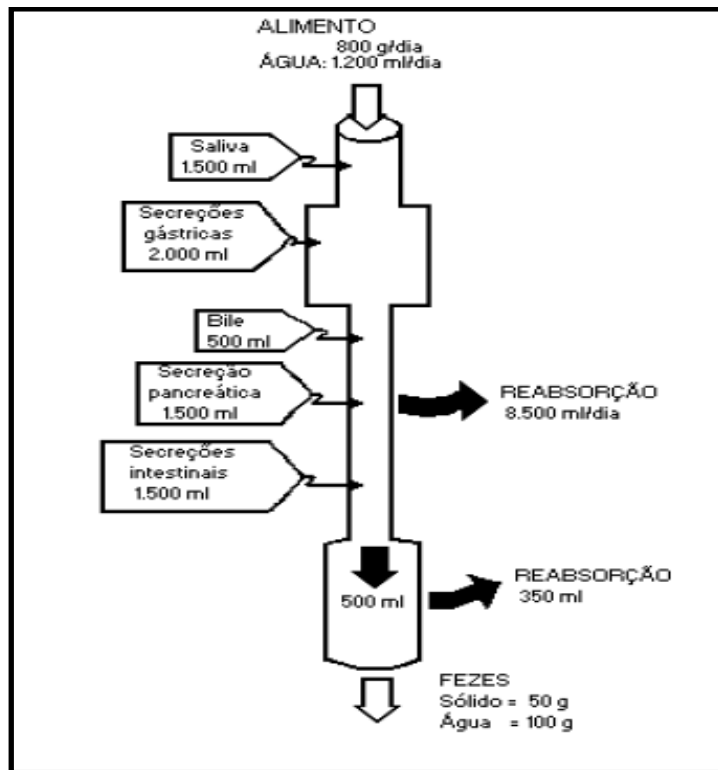 ALIMENTO
800 g/dia
ÁGUA: 1.200 ml/dia
Saliva
1.500 ml
Secreções
gástricas
2.000 ml
Bile
500 ml
Secreção
pancreática
1.500 ml
REABSORÇÃO
8.500 ml/dia
Secreções
intestinais
1.500 ml
500 ml
REABSORÇÃO
350 ml
FEZES
Sólido = 50 g
Água = 100 g